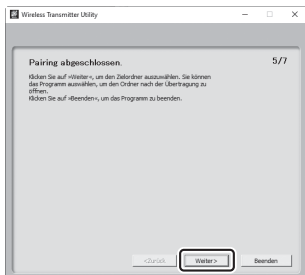 Wireless Transmitter Utility
Pairing abgeschlossen.
5/7
Klicken Sie auf »Weiter«, um den Zielordner auszuwählen. Sie können
das Programm auswählen, um den Ordner nach der Übertragung zu
öffnen.
Klicken Sie auf »Beenden«, um das Programm zu beenden.
<Zurück
Weiter>
Beenden